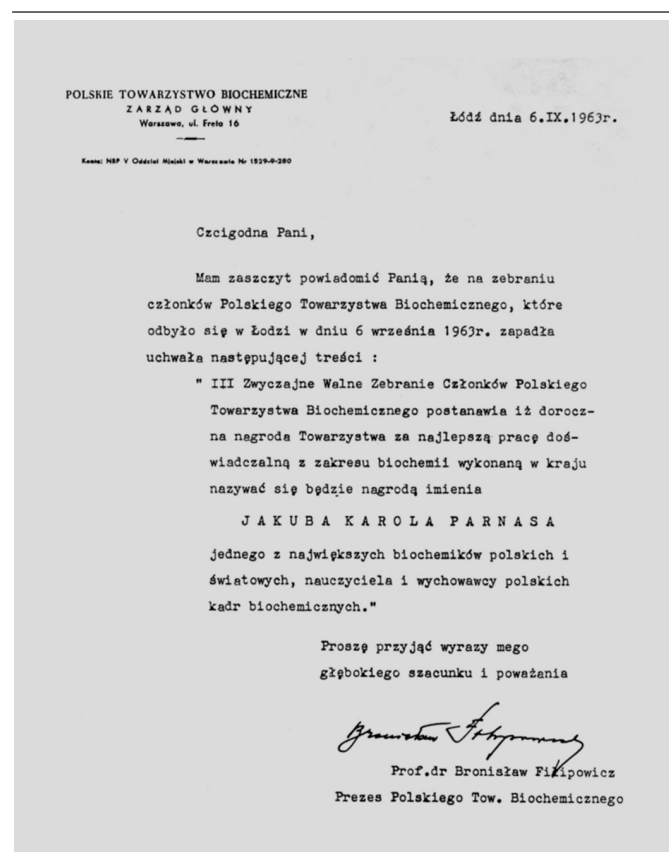 POLSKIE TOWARZYSTWO BIOCHEMICZNE
ZARZĄD GŁÓWNY
Warszawa, ul. Freta 16
Konto: NBP V Oddział Miejski w Warszawie Nr 1529-9-280
Łódź dnia 6.IX.1963r.
Czcigodna Pani,
Mam zaszczyt powiadomić Panią, że na zebraniu
członków Polskiego Towarzystwa Biochemicznego, które
odbyło się w Łodzi w dniu 6 września 1963r. zapadła
uchwała następującej treści :
" III Zwyczajne Walne Zebranie Członków Polskiego
Towarzystwa Biochemicznego postanawia iż dorocz-
na nagroda Towarzystwa za najlepszą pracę doś-
wiadczalną z zakresu biochemii wykonaną w kraju
nazywać się będzie nagrodą imienia
J A K U B A K A R O L A P A R N A S A
jednego z największych biochemików polskich i
światowych, nauczyciela i wychowawcy polskich
kadr biochemicznych."
Proszę przyjąć wyrazy mego
głębokiego szacunku i poważania
Bronisław Filipowicz
Prof.dr Bronisław Filipowicz
Prezes Polskiego Tow. Biochemicznego